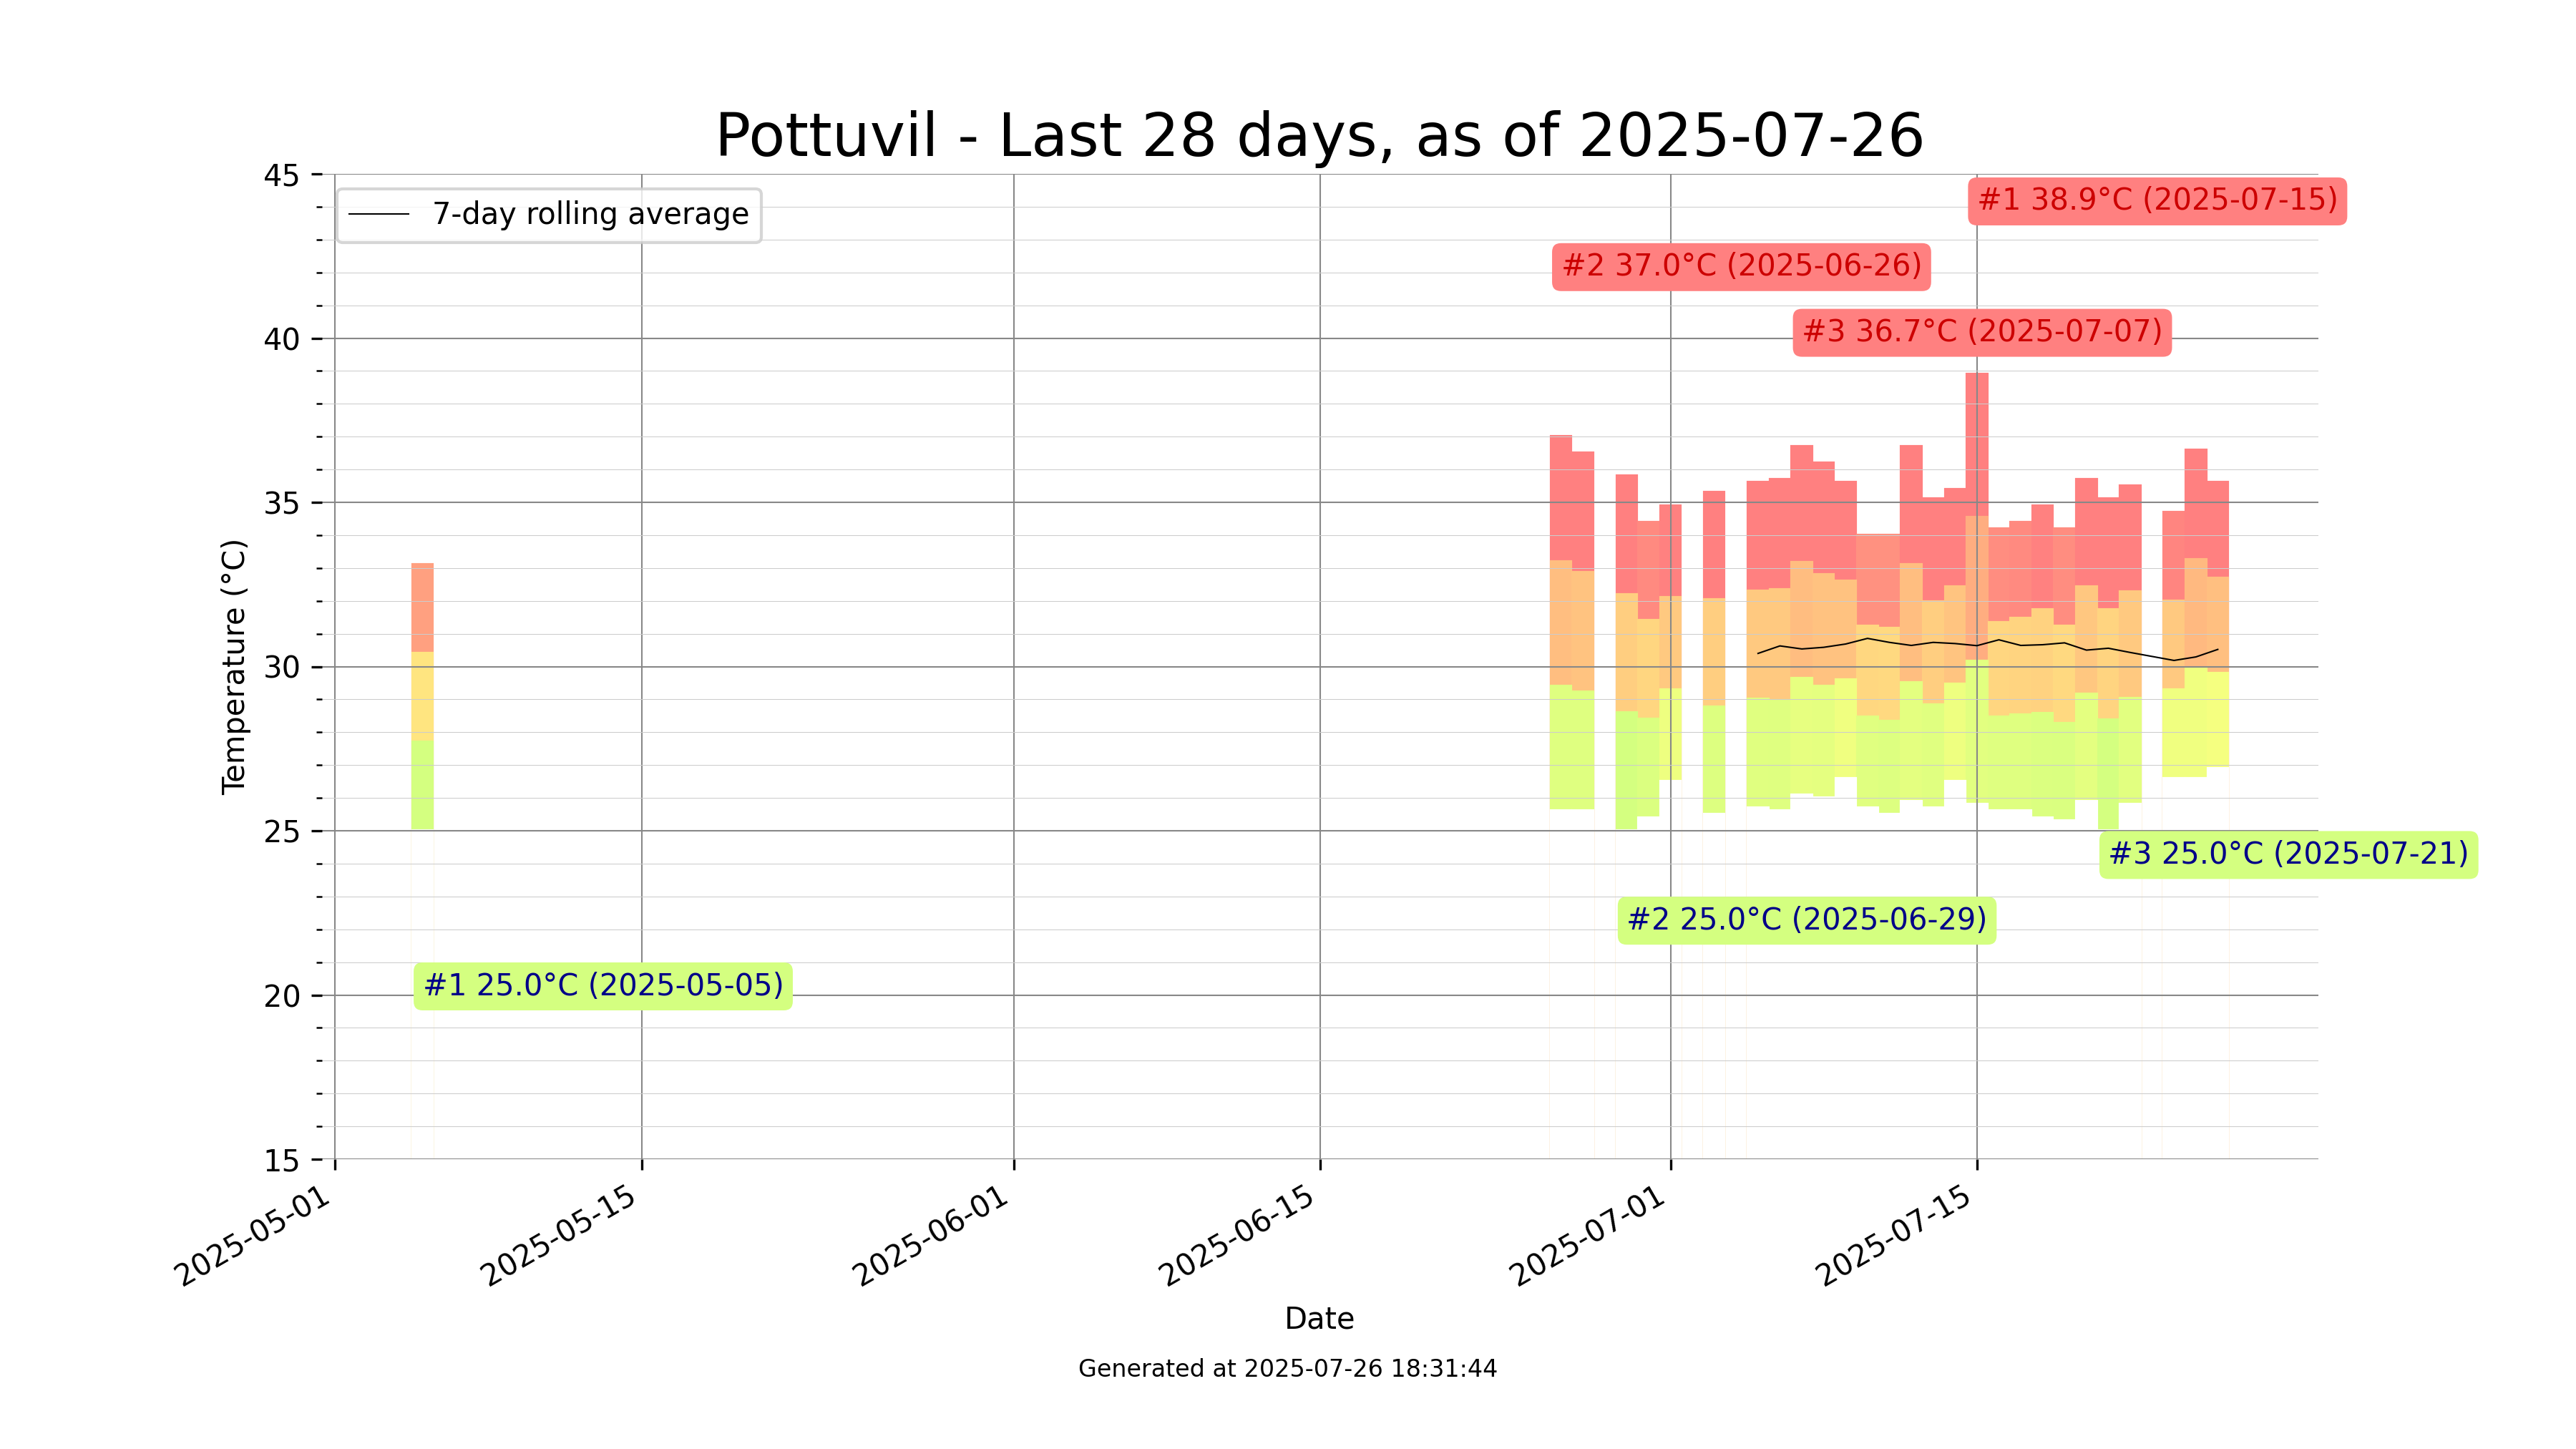 Pottuvil - Last 28 days, as of 2025-07-26
7-day rolling average
#1 38.9°C (2025-07-15)
#2 37.0°C (2025-06-26)
#3 36.7°C (2025-07-07)
#3 25.0°C (2025-07-21)
#2 25.0°C (2025-06-29)
#1 25.0°C (2025-05-05)
45
40
35
30
25
20
15
Temperature (°C)
2025-05-01
2025-05-15
2025-06-01
2025-06-15
2025-07-01
2025-07-15
Date
Generated at 2025-07-26 18:31:44